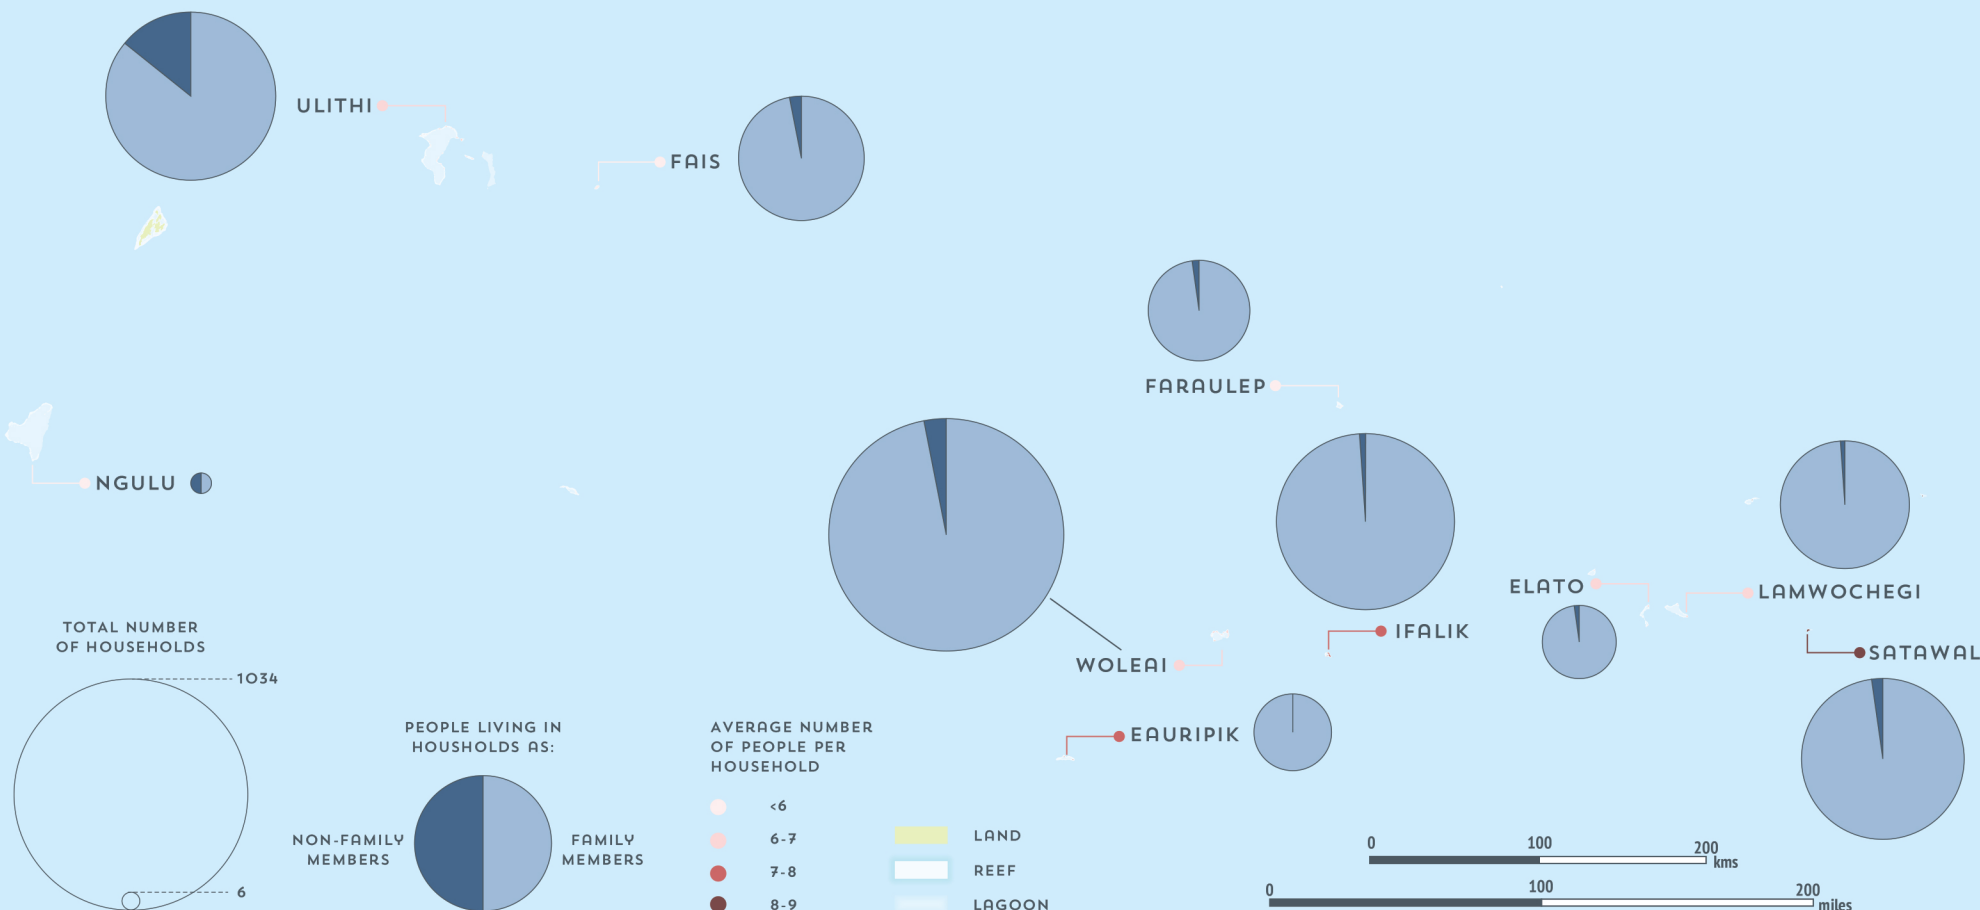 ULITHI
FAIS
FARAULEP
NGULU
ELATO
LAMWOCHEGI
IFALIK
SATAWAL
WOLEAI
EAURIPIK
TOTAL NUMBER
OF HOUSEHOLDS
1034
6
PEOPLE LIVING IN
HOUSHOLDS AS:
NON-FAMILY
MEMBERS
FAMILY
MEMBERS
AVERAGE NUMBER
OF PEOPLE PER
HOUSEHOLD
<6
6-7
7-8
8-9
LAND
REEF
LAGOON
0 100 200
kms
0 100 200
miles